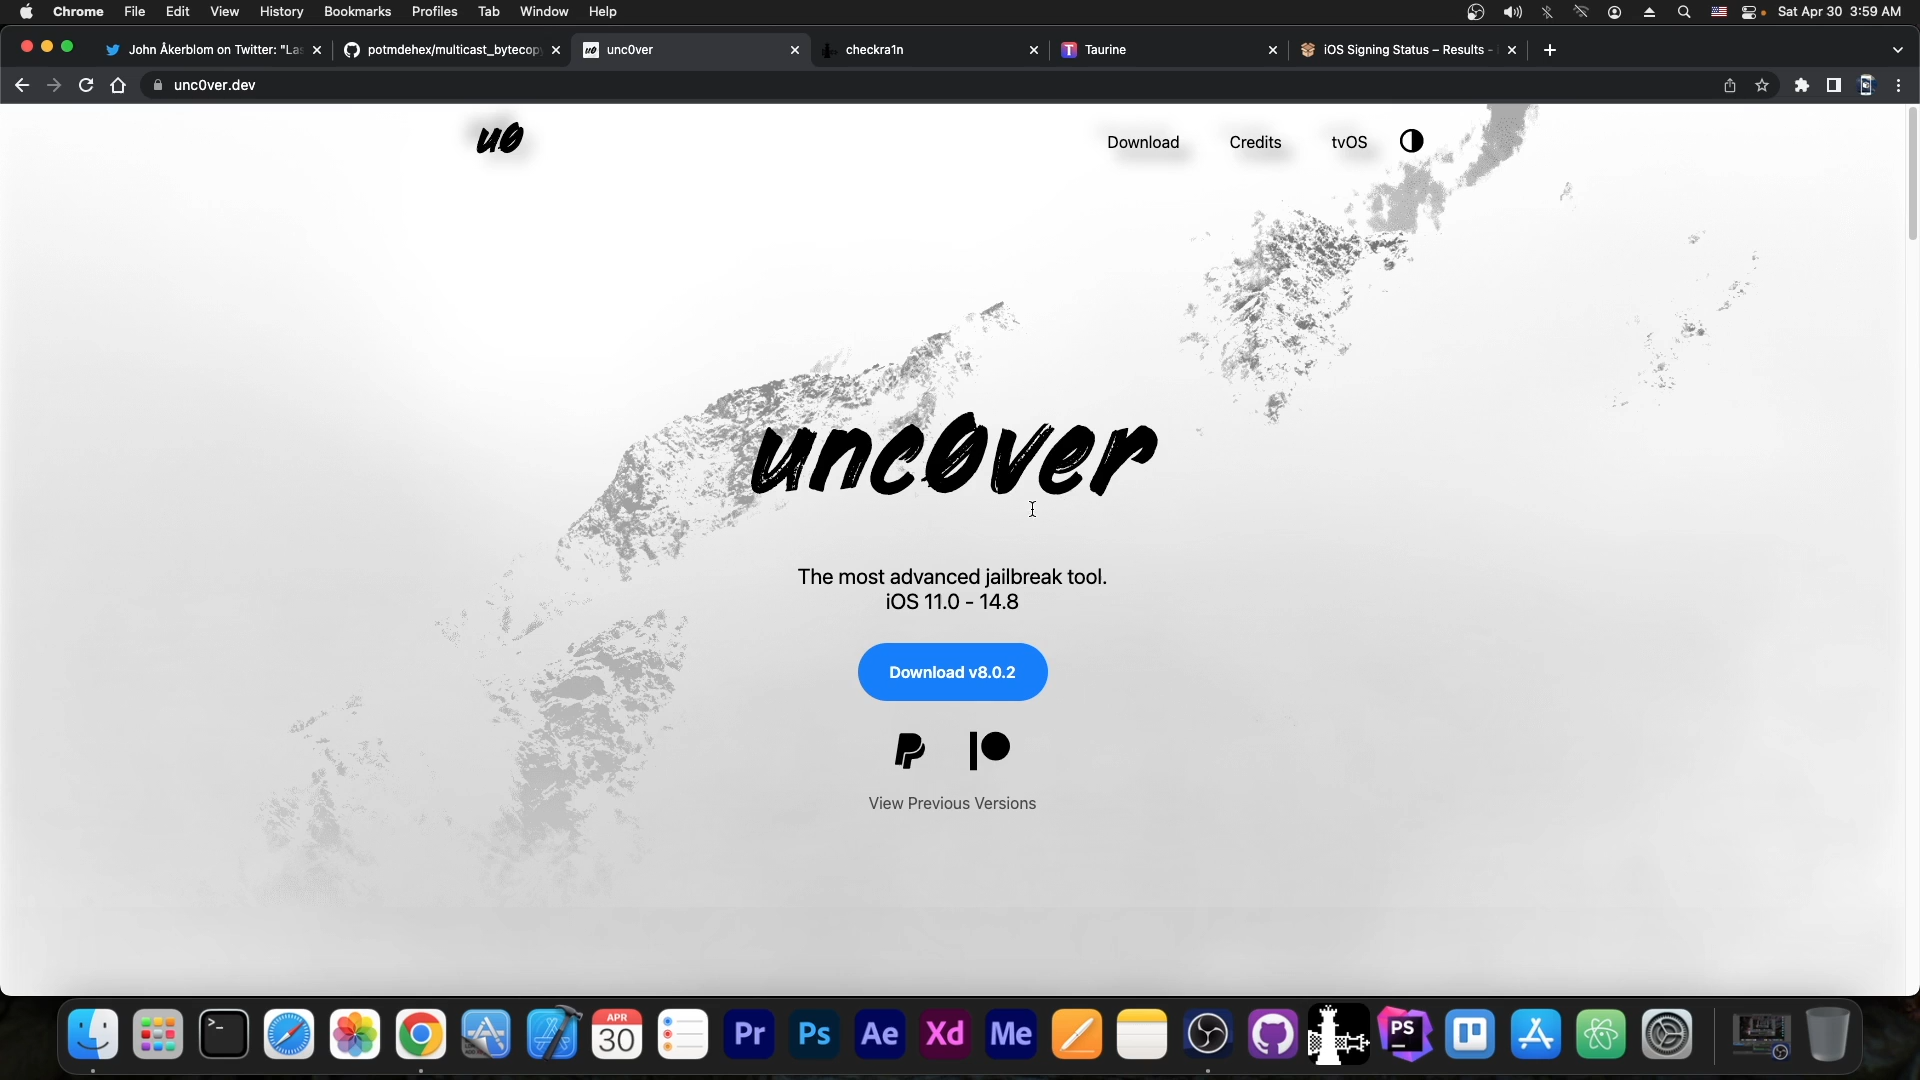 Chrome File Edit View History Bookmarks Profiles Tab Window Help Sat Apr 30 3:59 AM
John Åkerblom on Twitter: "Las potmdehex/multicast_bytecopy unc0ver checkra1n Taurine iOS Signing Status – Results -
unc0ver.dev
u0 Download Credits tvOS
unc0ver
The most advanced jailbreak tool.
iOS 11.0 - 14.8
Download v8.0.2
View Previous Versions
APR
30
Pr Ps Ae Xd Me PS